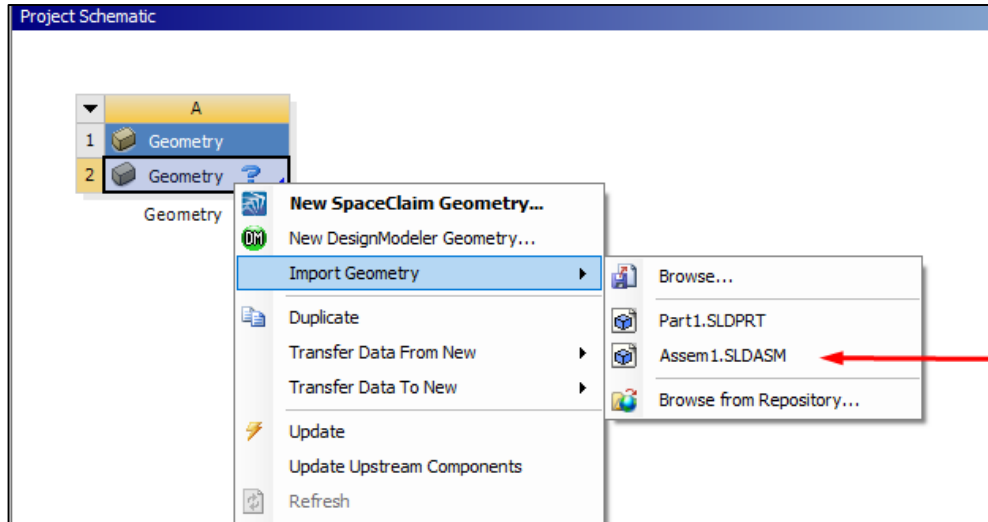 Project Schematic
A
1 Geometry
2 Geometry ?
Geometry
New SpaceClaim Geometry...
DM New DesignModeler Geometry...
Import Geometry
Browse...
Part1.SLDPRT
Assem1.SLDASM
Browse from Repository...
Duplicate
Transfer Data From New
Transfer Data To New
Update
Update Upstream Components
Refresh